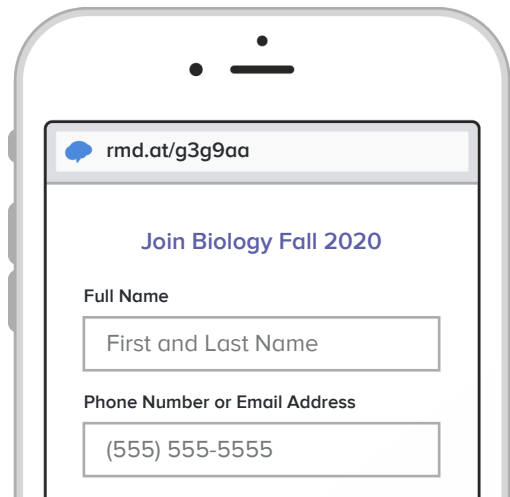 rmd.at/g3g9aa
Join Biology Fall 2020
Full Name
First and Last Name
Phone Number or Email Address
(555) 555-5555